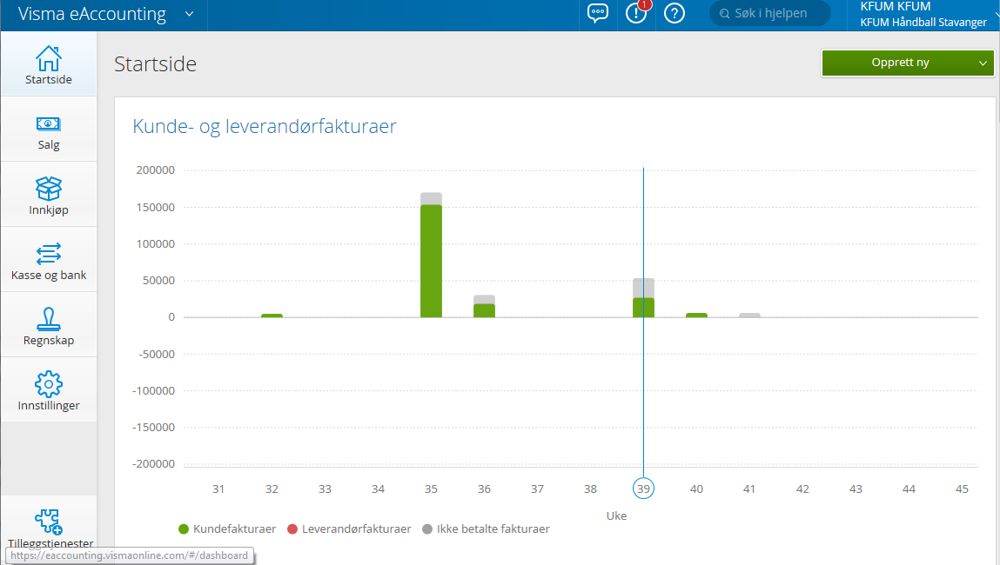 Visma eAccounting
1
?
Søk i hjelpen
KFUM KFUM
KFUM Håndball Stavanger
Startside
Salg
Innkjøp
Kasse og bank
Regnskap
Innstillinger
Tilleggstjenester
https://eaccounting.vismaonline.com/#/dashboard
Startside
Opprett ny
Kunde- og leverandørfakturaer
200000
150000
100000
50000
0
-50000
-100000
-150000
-200000
31 32 33 34 35 36 37 38 39 40 41 42 43 44 45
Uke
Kundefakturaer Leverandørfakturaer Ikke betalte fakturaer